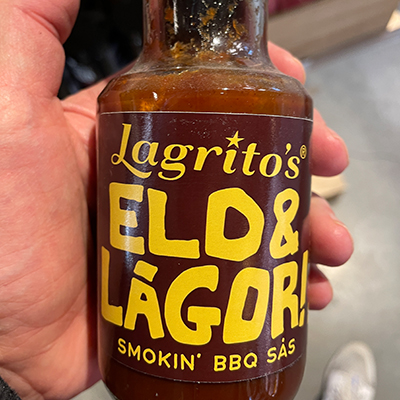 Lagrito's®
ELD &
LÅGOR!
SMOKIN' BBQ SÅS